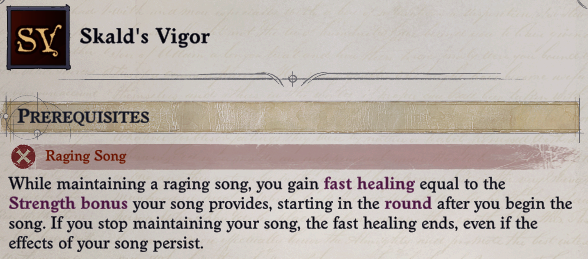 SV
Skald's Vigor
PREREQUISITES
Raging Song
While maintaining a raging song, you gain fast healing equal to the
Strength bonus your song provides, starting in the round after you begin the
song. If you stop maintaining your song, the fast healing ends, even if the
effects of your song persist.